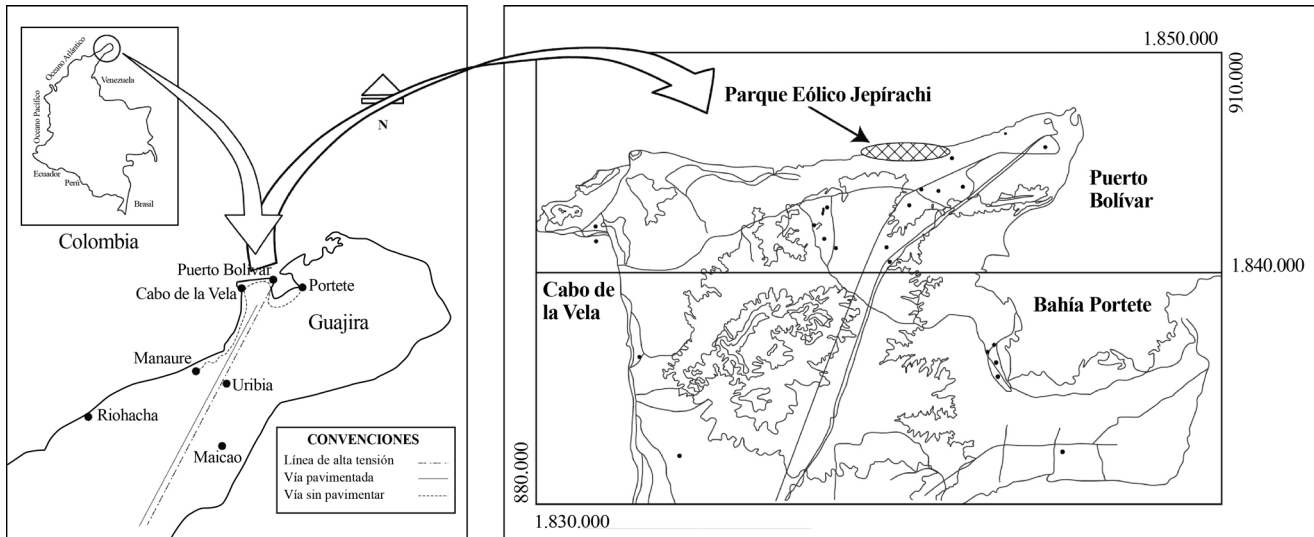 Oceano Atlántico
Venezuela
Oceano Pacífico
Ecuador
Perú
Brasil
Colombia
N
Puerto Bolívar
Cabo de la Vela
Portete
Guajira
Manaure
Uribia
Riohacha
Maicao
CONVENCIONES
Línea de alta tensión
Vía pavimentada
Vía sin pavimentar
1.850.000
910.000
Parque Eólico Jepírachi
Puerto
Bolívar
1.840.000
Cabo de
la Vela
Bahía Portete
880.000
1.830.000